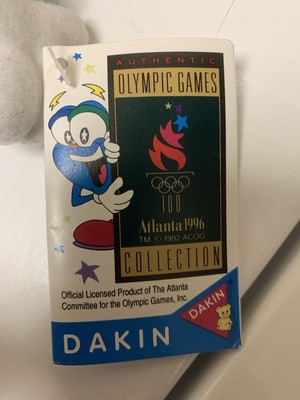 AUTHENTIC
OLYMPIC GAMES
100
Atlanta 1996
TM © 1992 ACOG
COLLECTION
Official Licensed Product of The Atlanta
Committee for the Olympic Games, Inc.
DAKIN
DAKIN